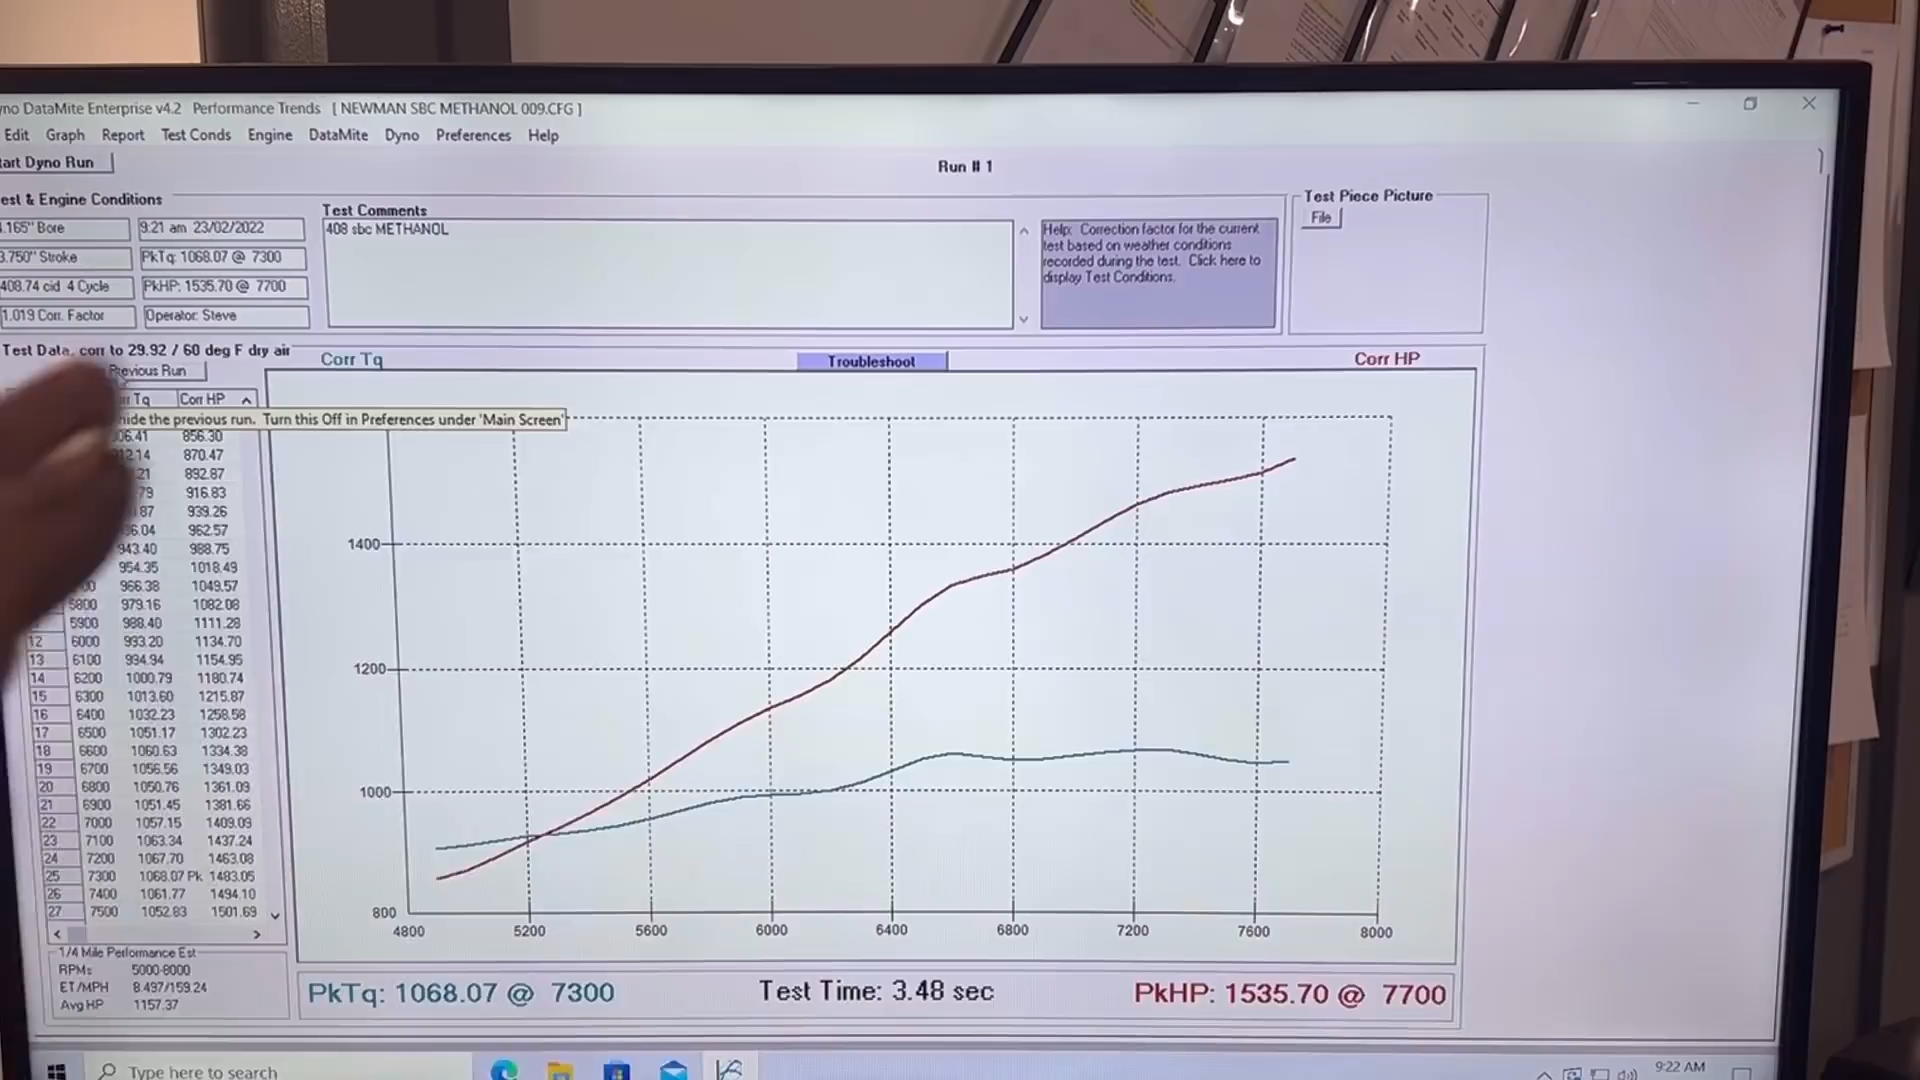 DataMite Enterprise v4.2 Performance Trends [ NEWMAN SBC METHANOL 009.CFG ]
Edit Graph Report Test Conds Engine DataMite Dyno Preferences Help
Dyno Run
Run # 1
& Engine Conditions
Test Comments
Test Piece Picture
.165" Bore
9:21 am 23/02/2022
408 sbc METHANOL
Help: Correction factor for the current
test based on weather conditions
recorded during the test. Click here to
display Test Conditions.
File
3.750" Stroke
PkTq: 1068.07 @ 7300
408.74 cid 4 Cycle
PkHP: 1535.70 @ 7700
1.019 Corr. Factor
Operator: Steve
Test Data, corr to 29.92 / 60 deg F dry air
Previous Run
Corr Tq
Troubleshoot
Corr HP
Tq Corr HP
hide the previous run. Turn this Off in Preferences under 'Main Screen'
06.41 856.30
12.14 870.47
.21 892.87
.79 916.83
.87 939.26
6.04 962.57
943.40 988.75
954.35 1018.49
00 966.38 1049.57
5800 979.16 1082.08
5900 988.40 1111.28
12 6000 993.20 1134.70
13 6100 994.94 1154.95
14 6200 1000.79 1180.74
15 6300 1013.60 1215.87
16 6400 1032.23 1258.58
17 6500 1051.17 1302.23
18 6600 1060.63 1334.38
19 6700 1056.56 1349.03
20 6800 1050.76 1361.09
21 6900 1051.45 1381.66
22 7000 1057.15 1409.09
23 7100 1063.34 1437.24
24 7200 1067.70 1463.08
25 7300 1068.07 Pk 1483.05
26 7400 1061.77 1494.10
27 7500 1052.83 1501.69
1400
1200
1000
800
4800 5200 5600 6000 6400 6800 7200 7600 8000
1/4 Mile Performance Est
RPMs 5000-8000
ET/MPH 8.497/159.24
Avg HP 1157.37
PkTq: 1068.07 @ 7300
Test Time: 3.48 sec
PkHP: 1535.70 @ 7700
Type here to search
9:22 AM